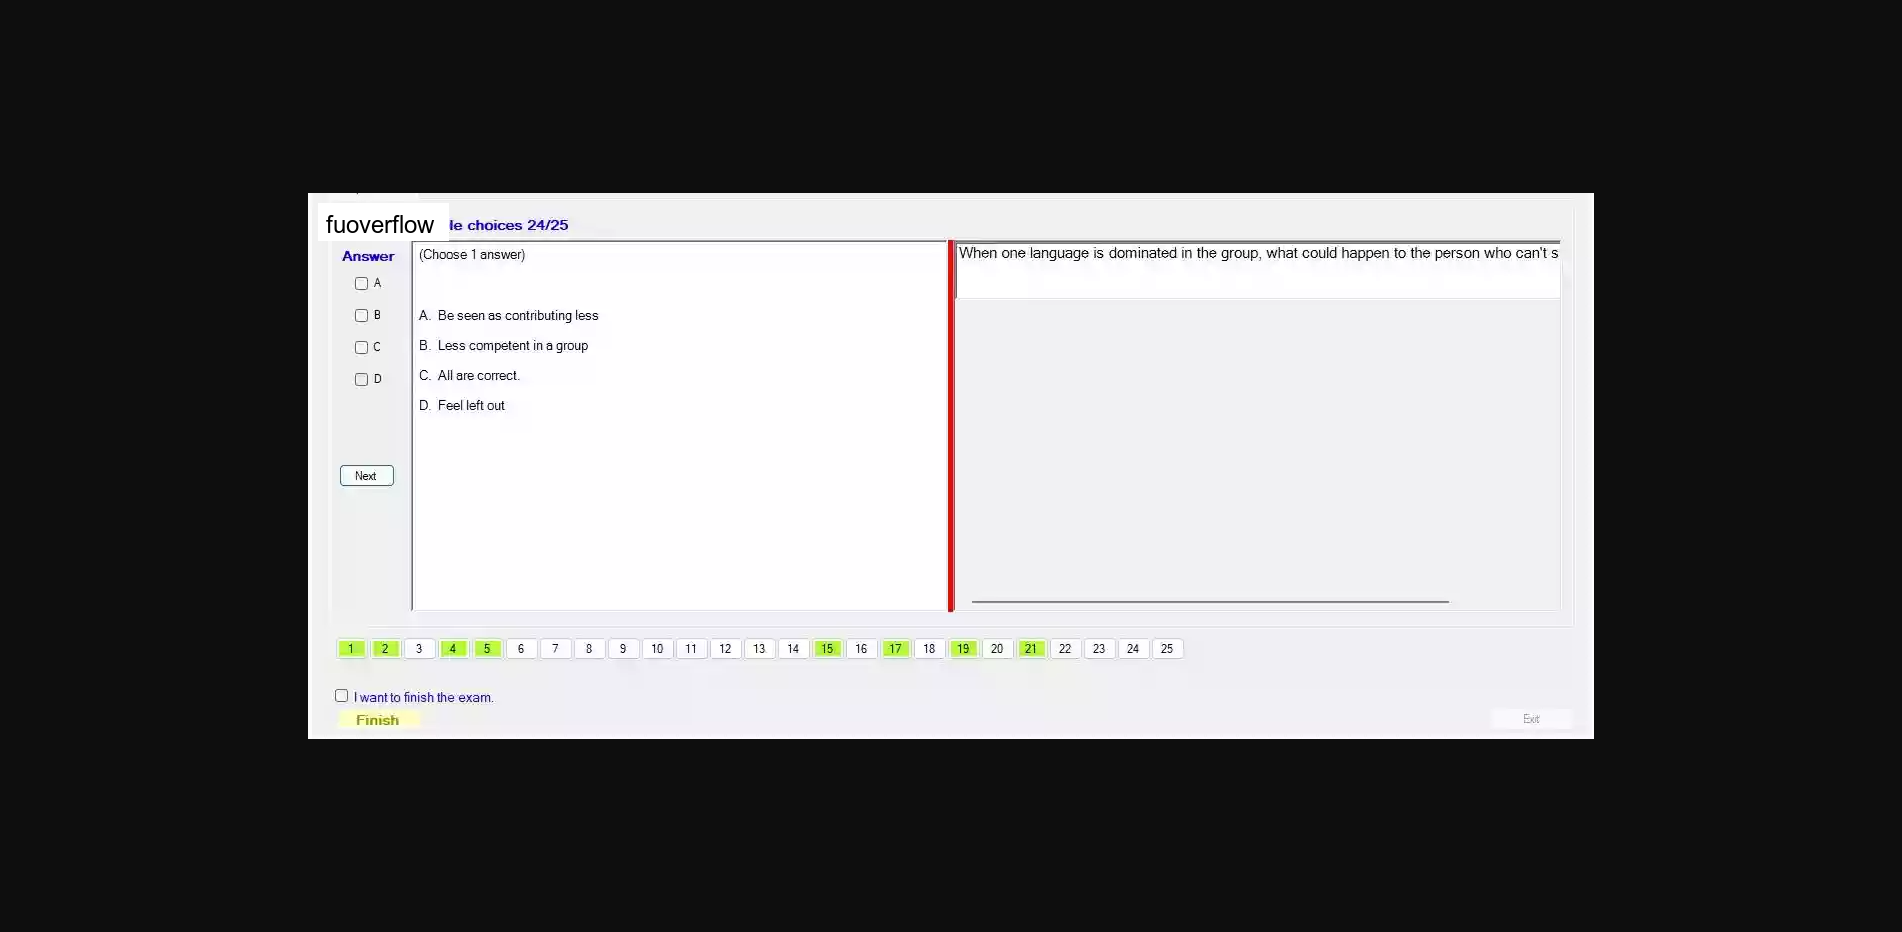 fuoverflow
le choices 24/25
Answer
A
B
C
D
Next
(Choose 1 answer)
A. Be seen as contributing less
B. Less competent in a group
C. All are correct.
D. Feel left out
When one language is dominated in the group, what could happen to the person who can't s
1 2 3 4 5 6 7 8 9 10 11 12 13 14 15 16 17 18 19 20 21 22 23 24 25
I want to finish the exam.
Finish
Exit